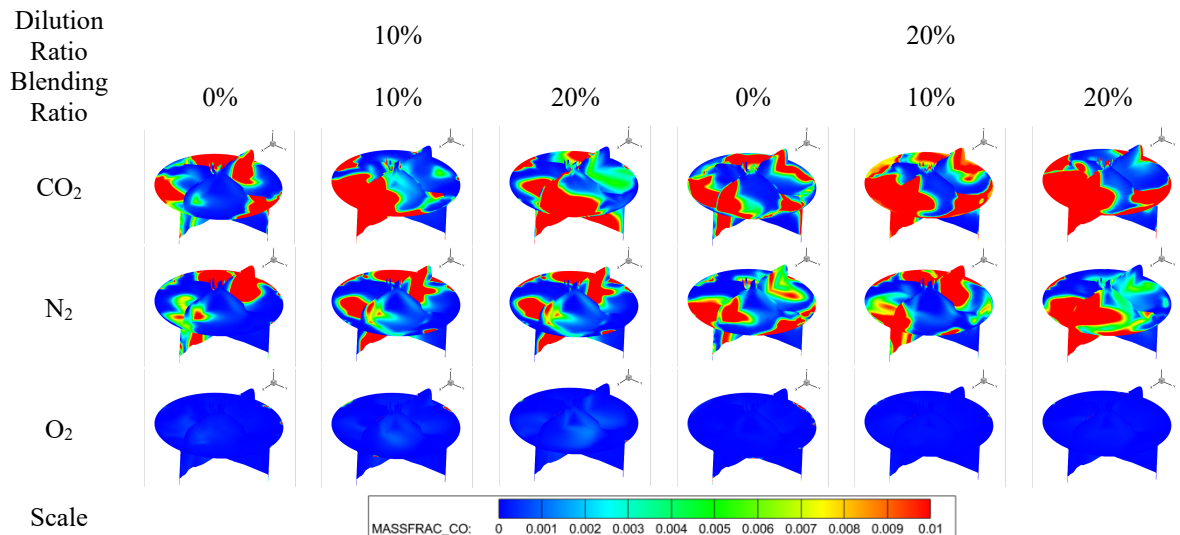 Dilution
Ratio
10%
20%
Blending
Ratio
0%
10%
20%
0%
10%
20%
CO₂
N₂
O₂
Scale
MASSFRAC_CO:
0 0.001 0.002 0.003 0.004 0.005 0.006 0.007 0.008 0.009 0.01